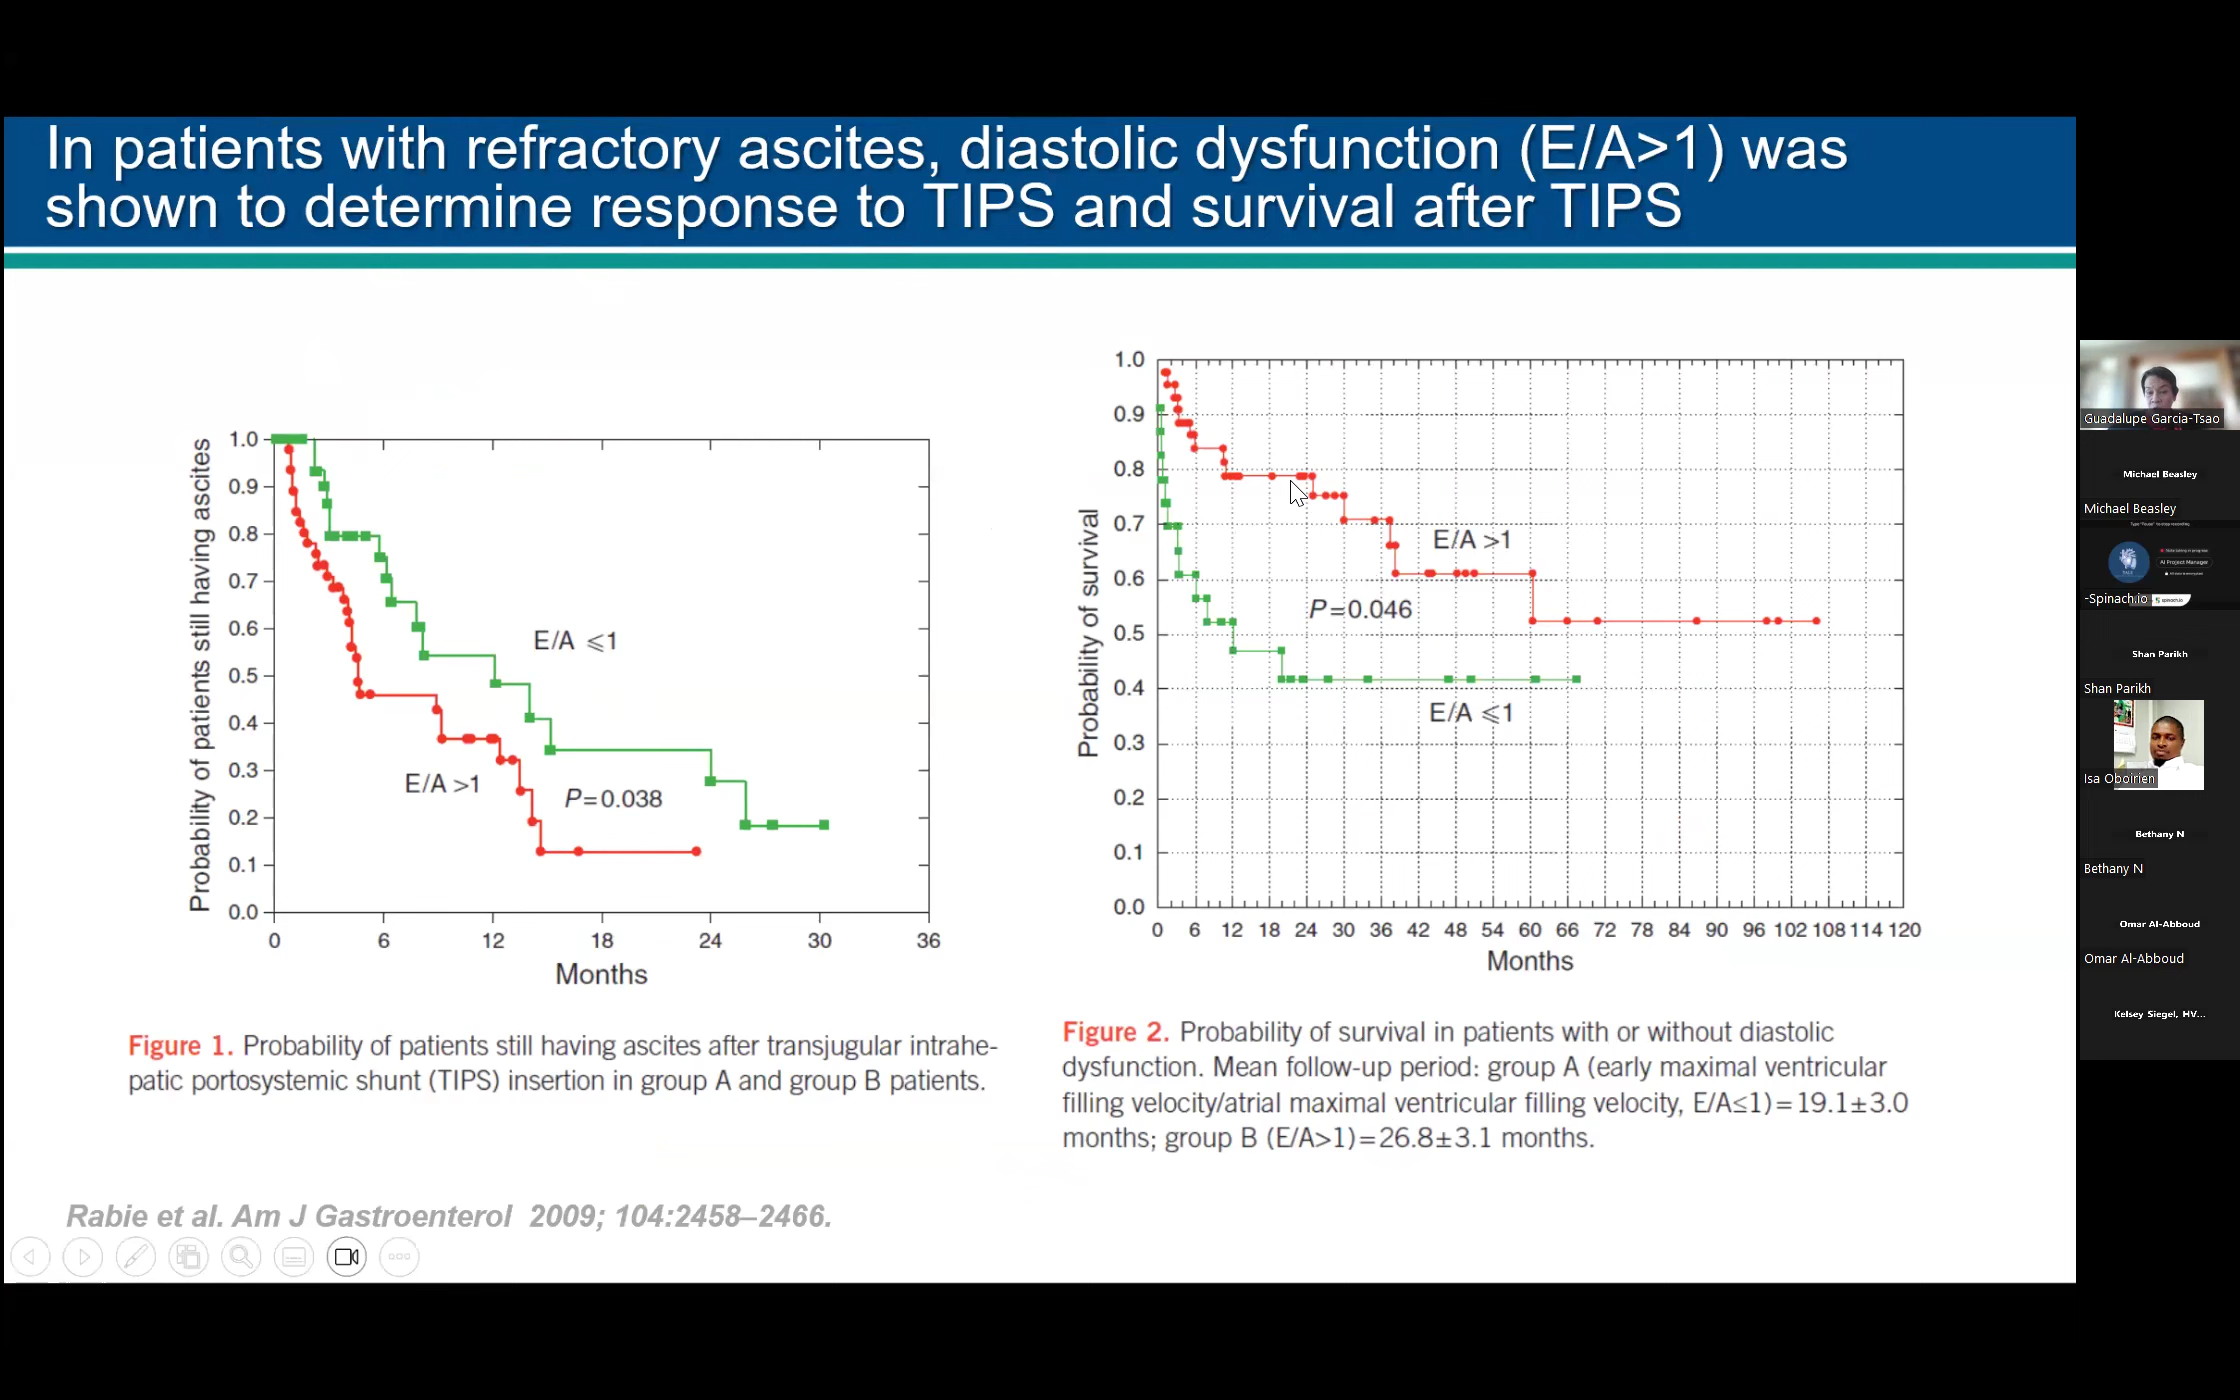 In patients with refractory ascites, diastolic dysfunction (E/A>1) was
shown to determine response to TIPS and survival after TIPS
Probability of patients still having ascites
1.0
0.9
0.8
0.7
0.6
0.5
0.4
0.3
0.2
0.1
0.0
E/A ⩽1
E/A >1
P=0.038
0 6 12 18 24 30 36
Months
Figure 1. Probability of patients still having ascites after transjugular intrahe-
patic portosystemic shunt (TIPS) insertion in group A and group B patients.
Probability of survival
1.0
0.9
0.8
0.7
0.6
0.5
0.4
0.3
0.2
0.1
0.0
E/A >1
P=0.046
E/A ⩽1
0 6 12 18 24 30 36 42 48 54 60 66 72 78 84 90 96 102 108 114 120
Months
Figure 2. Probability of survival in patients with or without diastolic
dysfunction. Mean follow-up period: group A (early maximal ventricular
filling velocity/atrial maximal ventricular filling velocity, E/A≤1)=19.1±3.0
months; group B (E/A>1)=26.8±3.1 months.
Rabie et al. Am J Gastroenterol 2009; 104:2458–2466.
Guadalupe Garcia-Tsao
Michael Beasley
Michael Beasley
AI Project Manager
-Spinach.io
spinach.io
Shan Parikh
Shan Parikh
Isa Oboirien
Bethany N
Bethany N
Omar Al-Abboud
Omar Al-Abboud
Kelsey Siegel, HV...